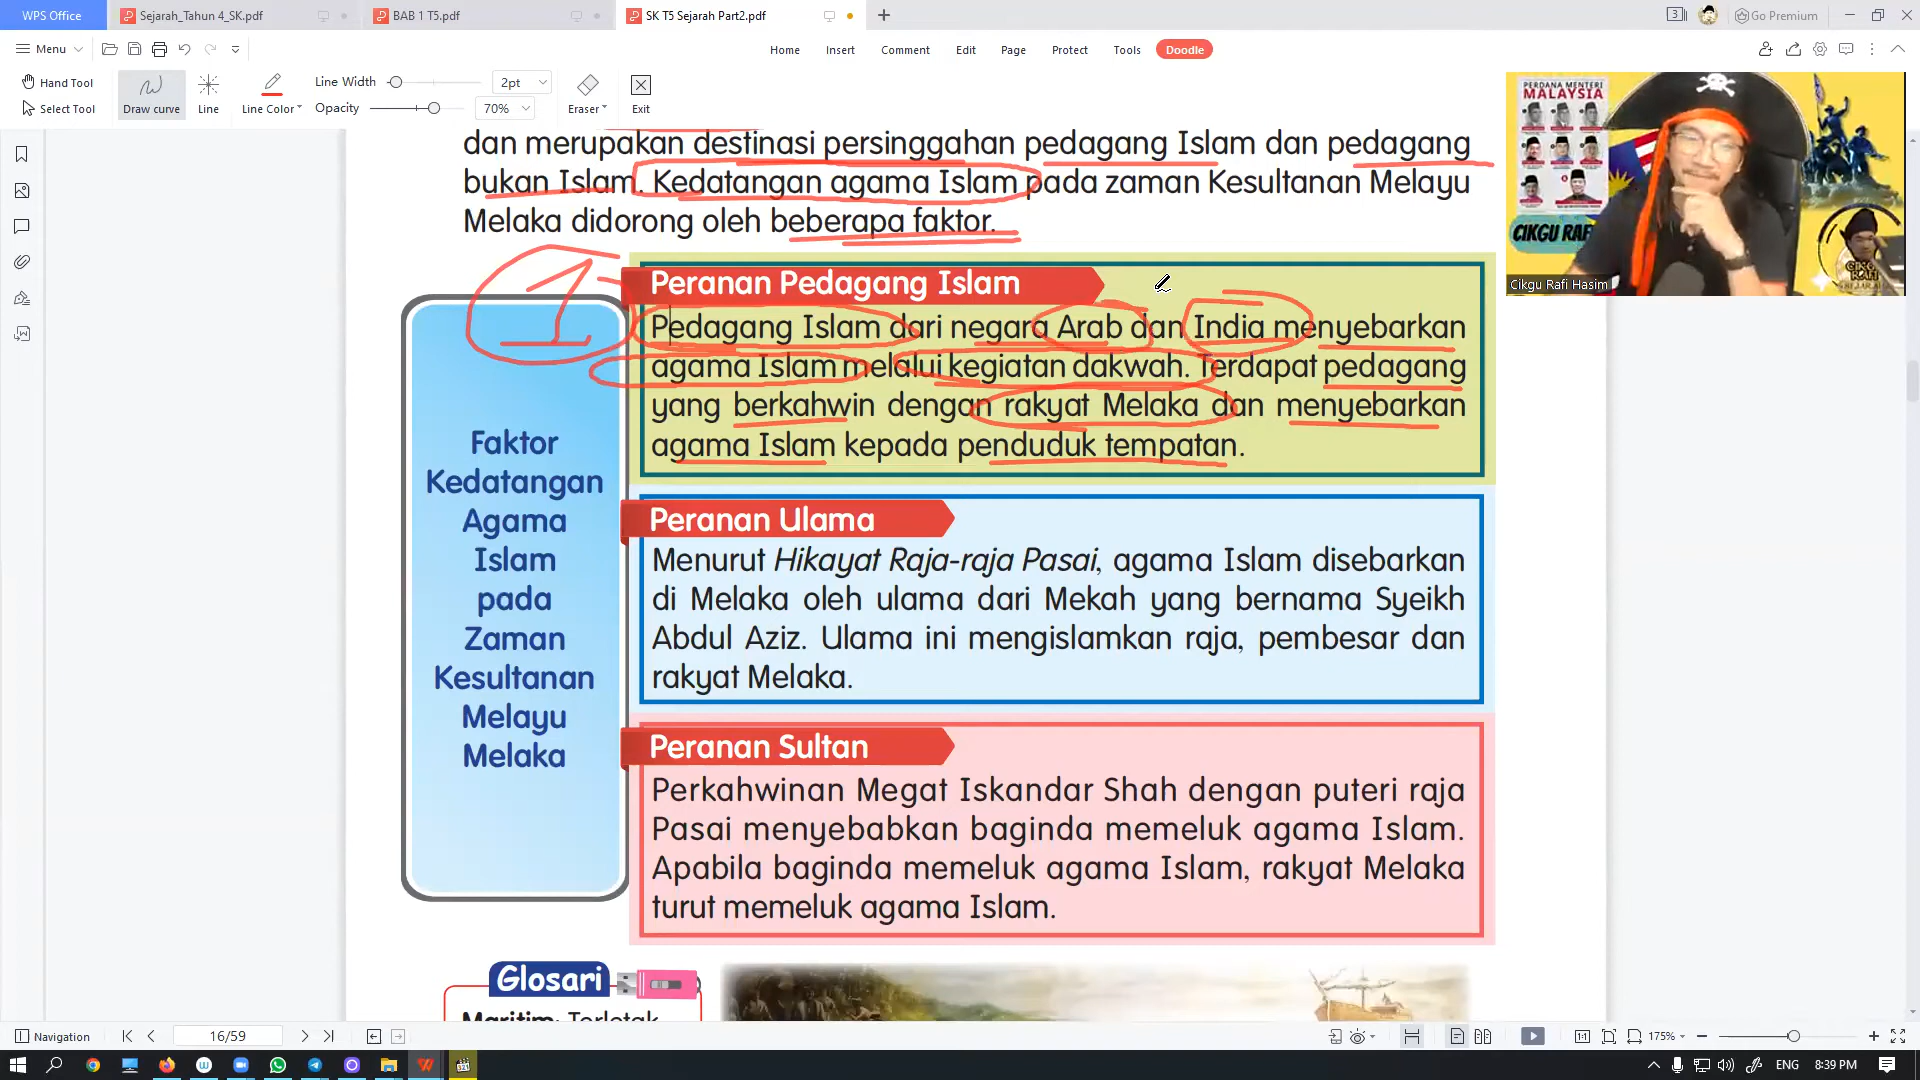 WPS Office
Sejarah_Tahun 4_SK.pdf
BAB 1 T5.pdf
SK T5 Sejarah Part2.pdf
3
Go Premium
Menu
Home
Insert
Comment
Edit
Page
Protect
Tools
Doodle
Hand Tool
Select Tool
Draw curve
Line
Line Color
Line Width
2pt
Opacity
70%
Eraser
Exit
PERDANA MENTERI
MALAYSIA
CIKGU RAFI
Cikgu Rafi Hasim
dan merupakan destinasi persinggahan pedagang Islam dan pedagang
bukan Islam. Kedatangan agama Islam pada zaman Kesultanan Melayu
Melaka didorong oleh beberapa faktor.
1
Faktor
Kedatangan
Agama
Islam
pada
Zaman
Kesultanan
Melayu
Melaka
Peranan Pedagang Islam
Pedagang Islam dari negara Arab dan India menyebarkan
agama Islam melalui kegiatan dakwah. Terdapat pedagang
yang berkahwin dengan rakyat Melaka dan menyebarkan
agama Islam kepada penduduk tempatan.
Peranan Ulama
Menurut Hikayat Raja-raja Pasai, agama Islam disebarkan
di Melaka oleh ulama dari Mekah yang bernama Syeikh
Abdul Aziz. Ulama ini mengislamkan raja, pembesar dan
rakyat Melaka.
Peranan Sultan
Perkahwinan Megat Iskandar Shah dengan puteri raja
Pasai menyebabkan baginda memeluk agama Islam.
Apabila baginda memeluk agama Islam, rakyat Melaka
turut memeluk agama Islam.
Glosari
Maritim: Terletak
Navigation
16/59
175%
ENG
8:39 PM